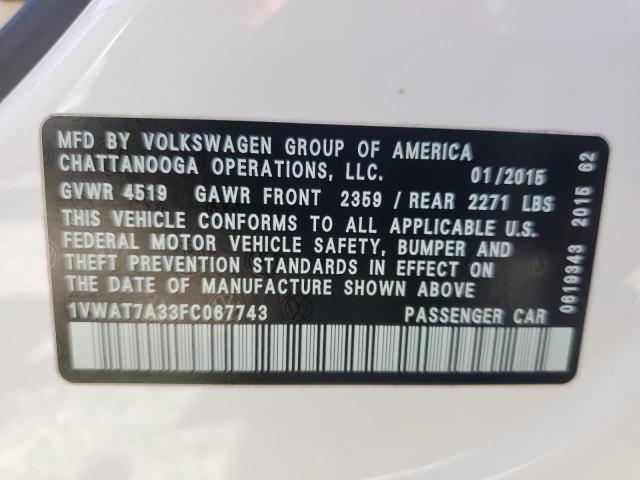 MFD BY VOLKSWAGEN GROUP OF AMERICA
CHATTANOOGA OPERATIONS, LLC. 01/2015
GVWR 4519 GAWR FRONT 2359 / REAR 2271 LBS
THIS VEHICLE CONFORMS TO ALL APPLICABLE U.S.
FEDERAL MOTOR VEHICLE SAFETY, BUMPER AND
THEFT PREVENTION STANDARDS IN EFFECT ON
THE DATE OF MANUFACTURE SHOWN ABOVE
1VWAT7A33FC067743 PASSENGER CAR
0619343 2015 62